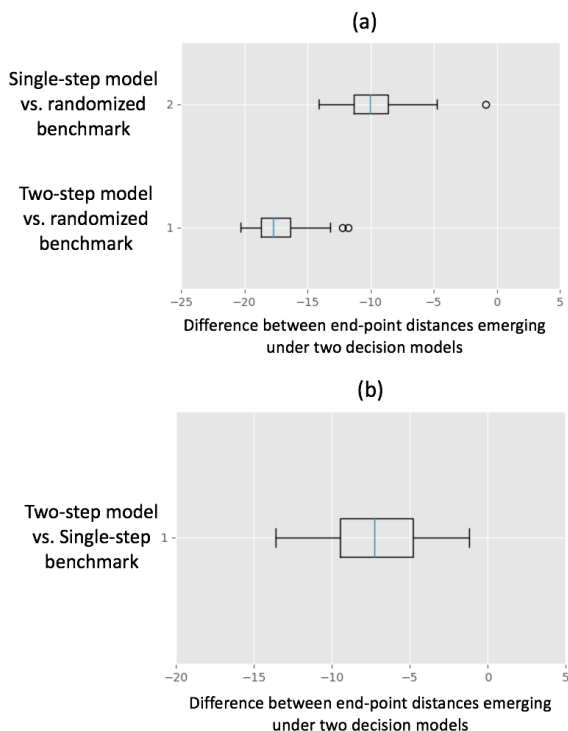 (a)
Single-step model
vs. randomized
benchmark
2
Two-step model
vs. randomized
benchmark
1
−25 −20 −15 −10 −5 0 5
Difference between end-point distances emerging
under two decision models
(b)
Two-step model
vs. Single-step
benchmark
1
−20 −15 −10 −5 0 5
Difference between end-point distances emerging
under two decision models